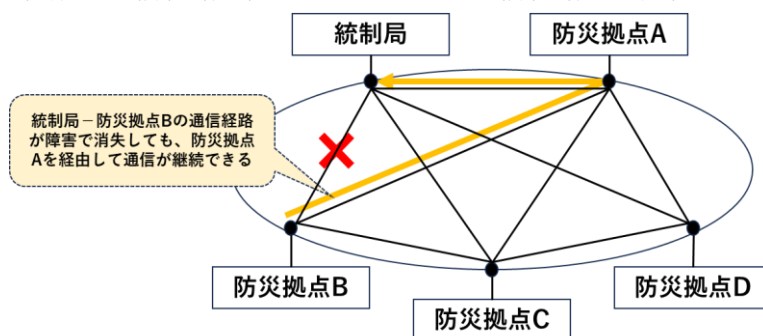 統制局
防災拠点A
統制局－防災拠点Bの通信経路
が障害で消失しても、防災拠点
Aを経由して通信が継続できる
防災拠点B
防災拠点C
防災拠点D